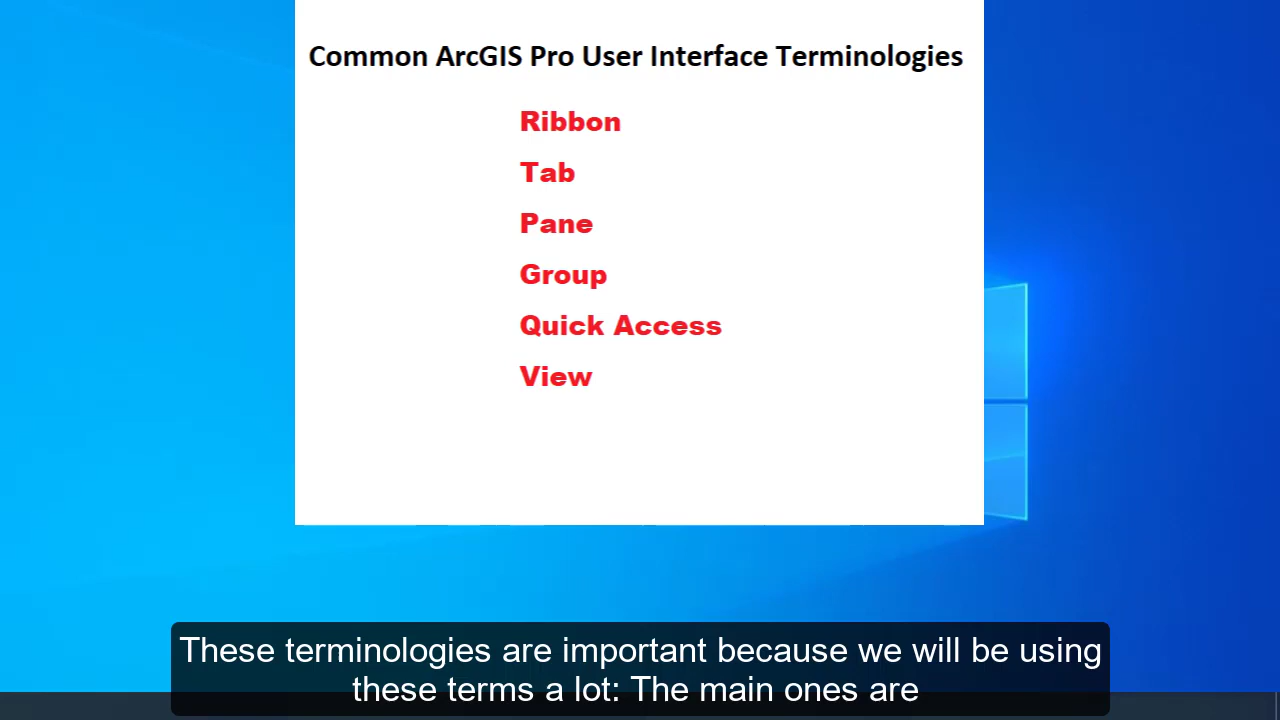 Common ArcGIS Pro User Interface Terminologies
Ribbon
Tab
Pane
Group
Quick Access
View
These terminologies are important because we will be using
these terms a lot: The main ones are